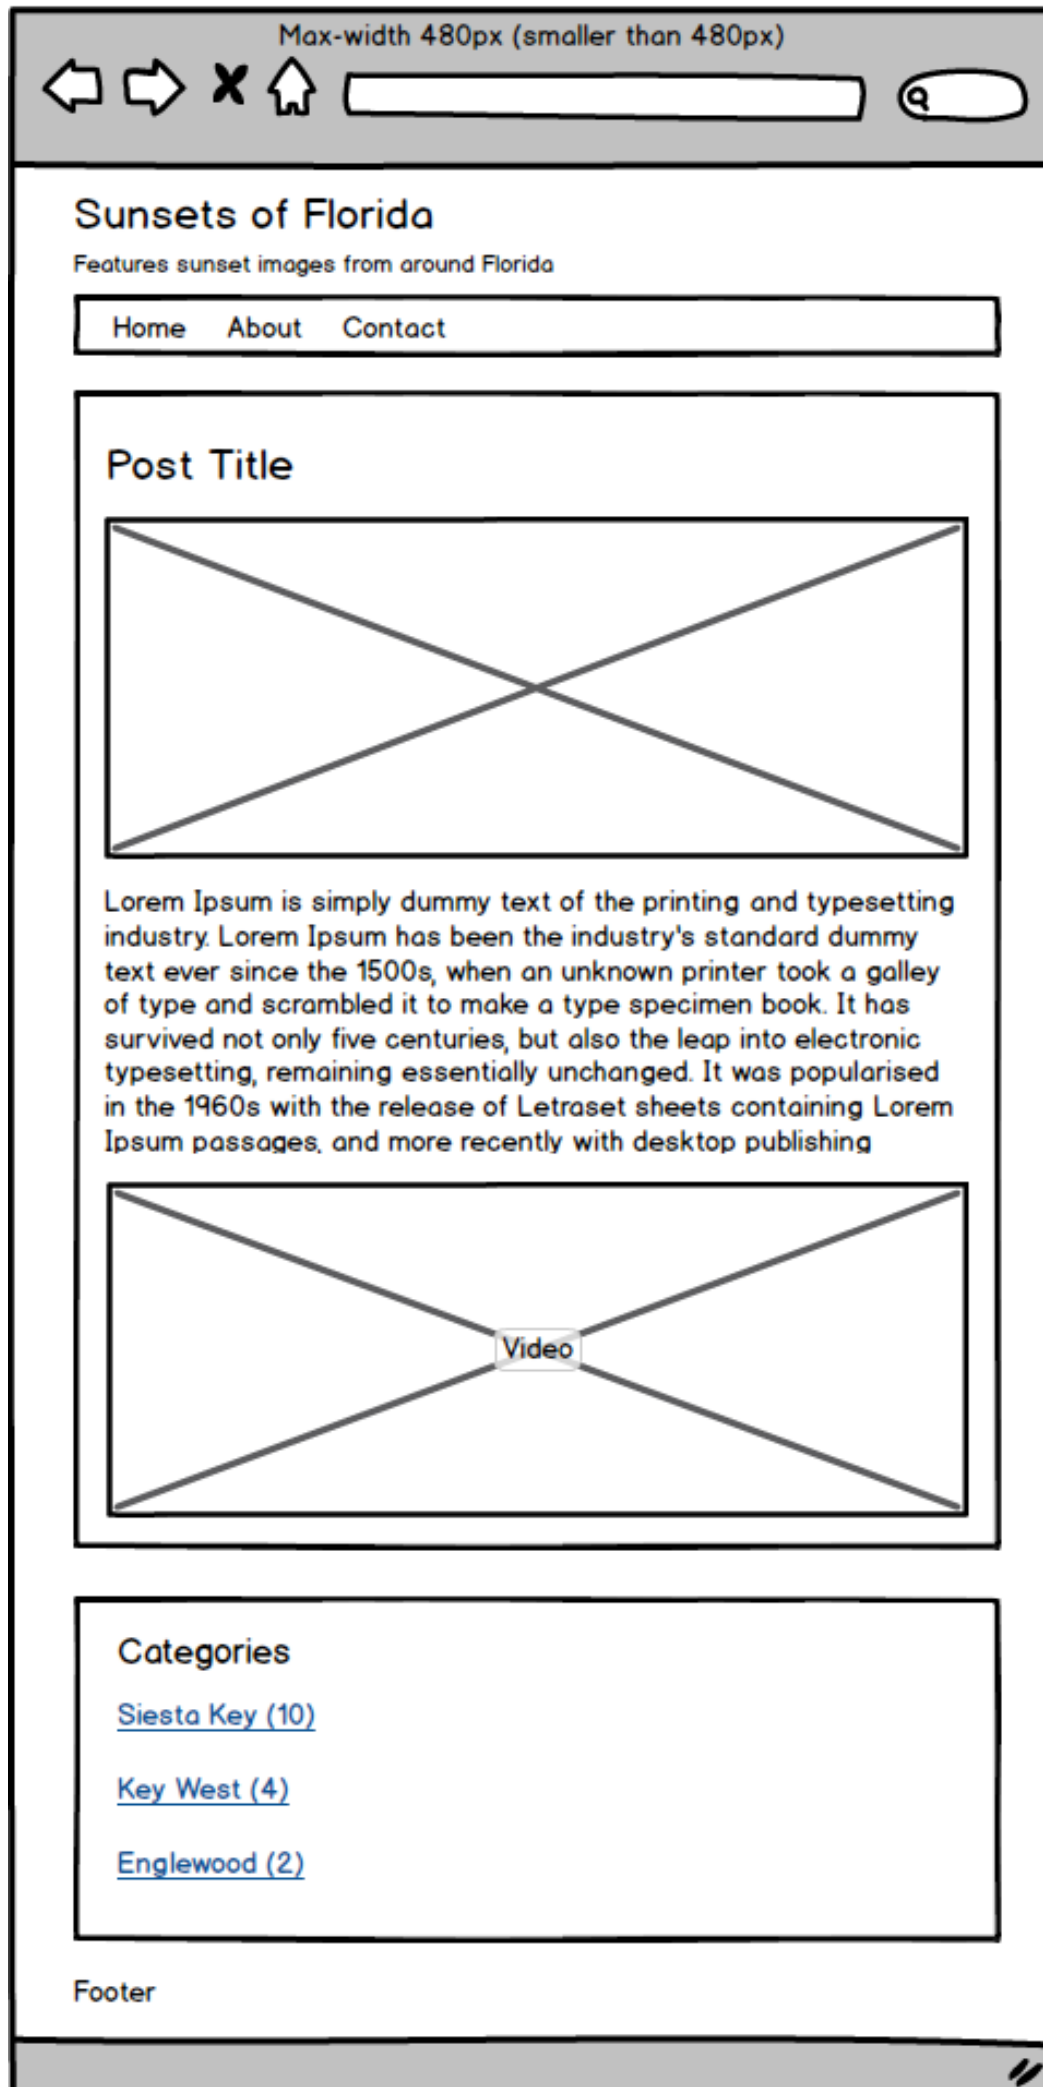 Max-width 480px (smaller than 480px)
Sunsets of Florida
Features sunset images from around Florida
Home About Contact
Post Title
Lorem Ipsum is simply dummy text of the printing and typesetting
industry. Lorem Ipsum has been the industry's standard dummy
text ever since the 1500s, when an unknown printer took a galley
of type and scrambled it to make a type specimen book. It has
survived not only five centuries, but also the leap into electronic
typesetting, remaining essentially unchanged. It was popularised
in the 1960s with the release of Letraset sheets containing Lorem
Ipsum passages, and more recently with desktop publishing
Video
Categories
Siesta Key (10)
Key West (4)
Englewood (2)
Footer